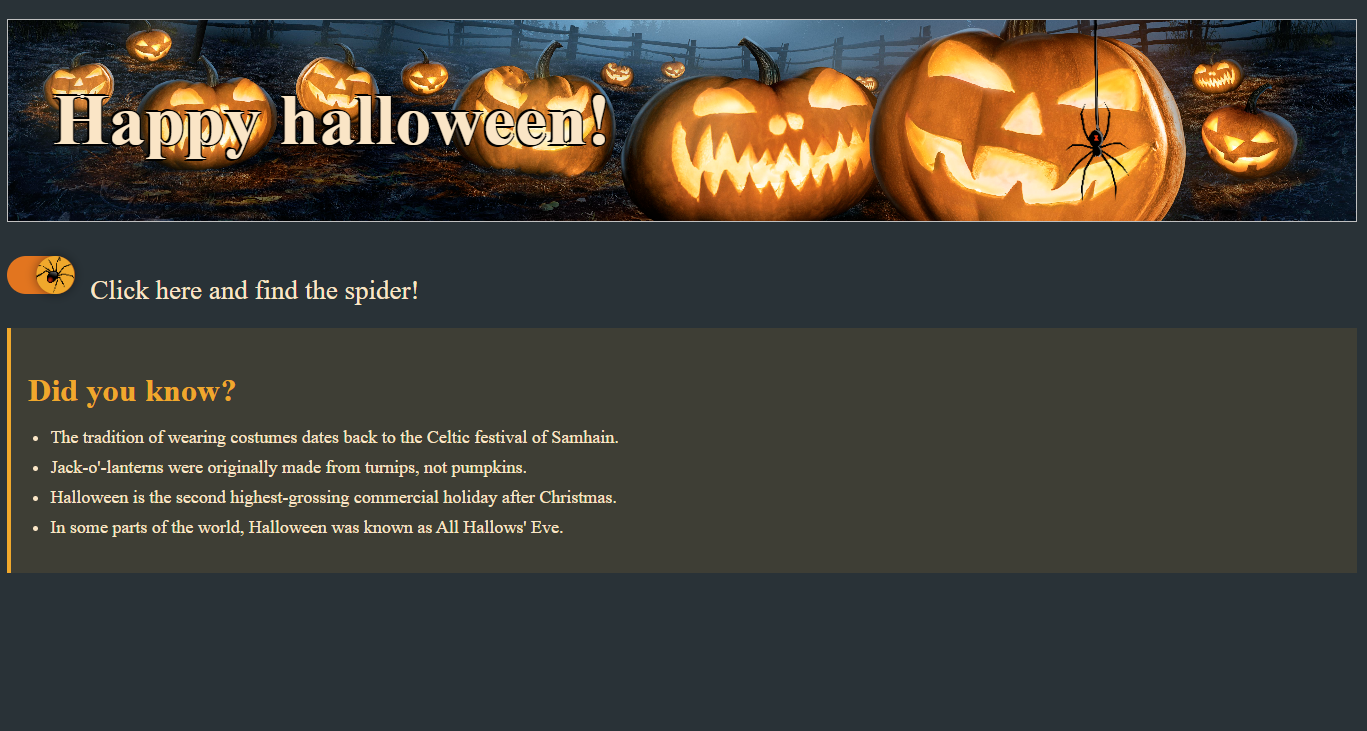 Happy halloween!
Click here and find the spider!
Did you know?
The tradition of wearing costumes dates back to the Celtic festival of Samhain.
Jack-o'-lanterns were originally made from turnips, not pumpkins.
Halloween is the second highest-grossing commercial holiday after Christmas.
In some parts of the world, Halloween was known as All Hallows' Eve.